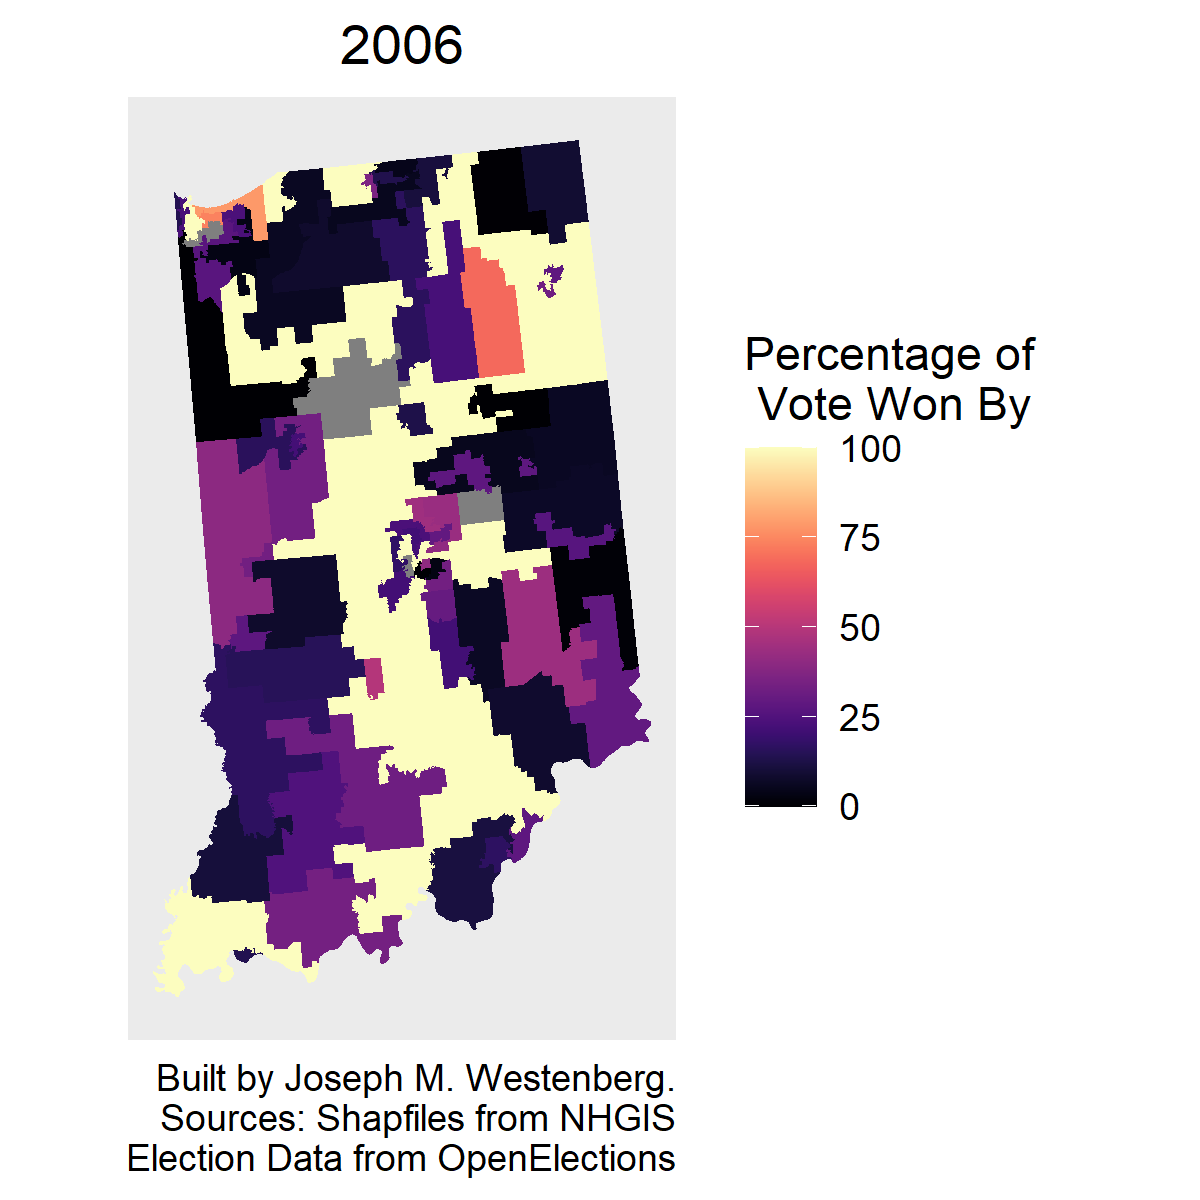 2006
Percentage of
Vote Won By
100
75
50
25
0
Built by Joseph M. Westenberg.
Sources: Shapfiles from NHGIS
Election Data from OpenElections